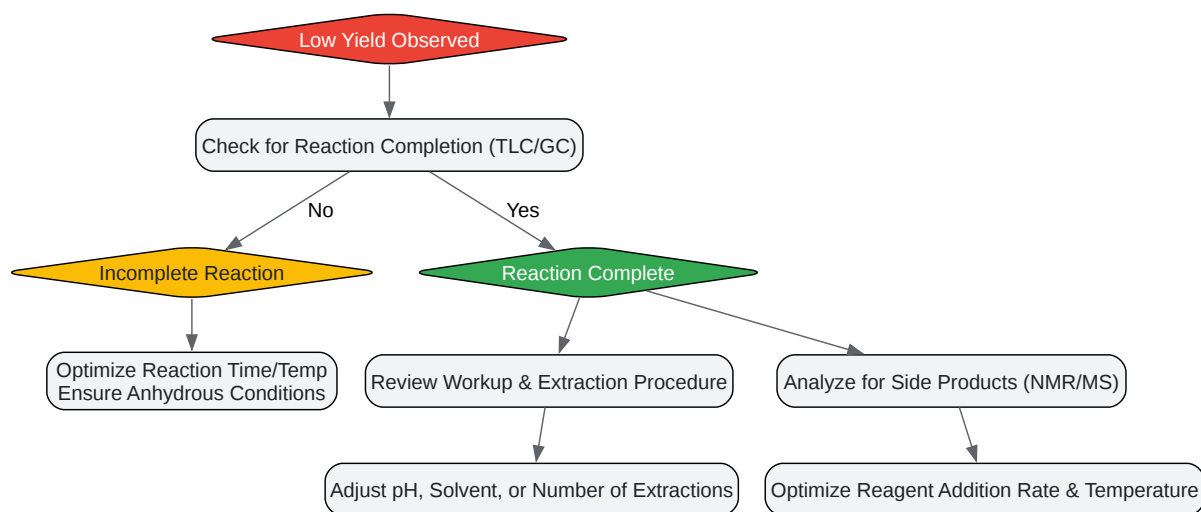 Low Yield Observed
Check for Reaction Completion (TLC/GC)
No
Yes
Incomplete Reaction
Reaction Complete
Optimize Reaction Time/Temp
Ensure Anhydrous Conditions
Review Workup & Extraction Procedure
Analyze for Side Products (NMR/MS)
Adjust pH, Solvent, or Number of Extractions
Optimize Reagent Addition Rate & Temperature